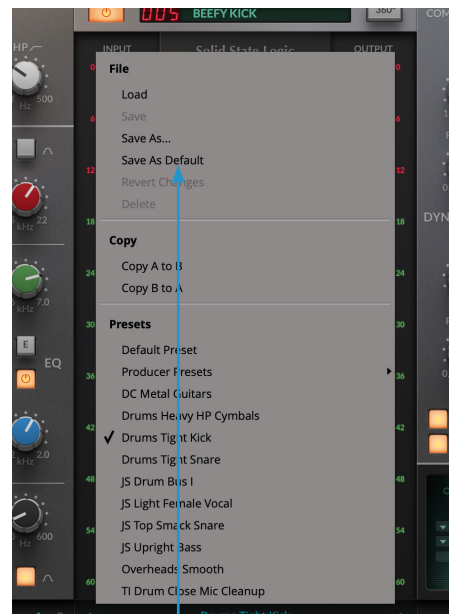 005 BEEFY KICK 360°
COM
HP
INPUT Solid State Logic OUTPUT
File
Load
Save
Save As...
Save As Default
Revert Changes
Delete
Copy
Copy A to B
Copy B to A
Presets
Default Preset
Producer Presets
DC Metal Guitars
Drums Heavy HP Cymbals
✓ Drums Tight Kick
Drums Tight Snare
JS Drum Bus I
JS Light Female Vocal
JS Top Smack Snare
JS Upright Bass
Overheads Smooth
TI Drum Close Mic Cleanup
0 0
6 6
12 12
18 18
24 24
30 30
36 36
42 42
48 48
54 54
60 60
500
Hz
22
kHz
7.0
kHz
E
EQ
2.0
kHz
600
Hz
DYN
Drums Tight Kick